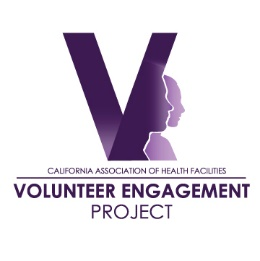 V
CALIFORNIA ASSOCIATION OF HEALTH FACILITIES
VOLUNTEER ENGAGEMENT
PROJECT